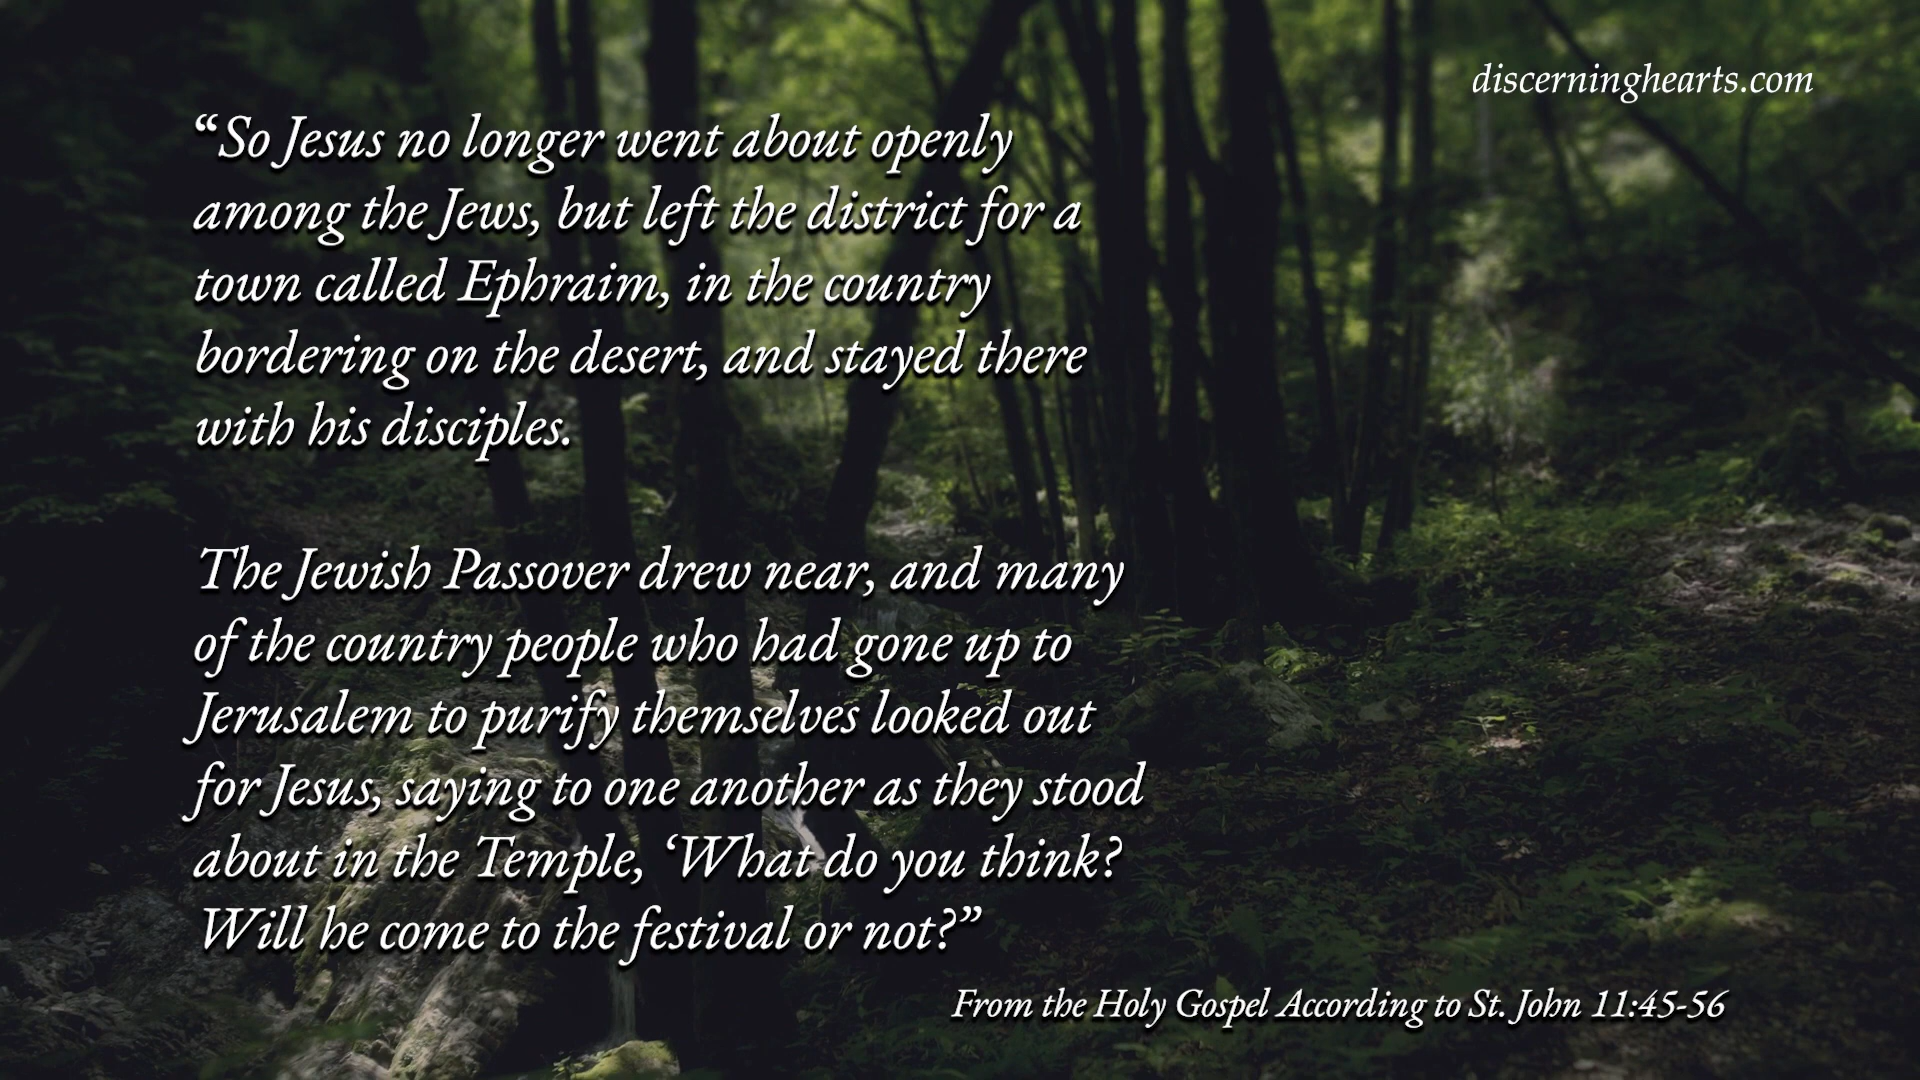 discerninghearts.com
“So Jesus no longer went about openly
among the Jews, but left the district for a
town called Ephraim, in the country
bordering on the desert, and stayed there
with his disciples.
The Jewish Passover drew near, and many
of the country people who had gone up to
Jerusalem to purify themselves looked out
for Jesus, saying to one another as they stood
about in the Temple, ‘What do you think?
Will he come to the festival or not?”
From the Holy Gospel According to St. John 11:45-56